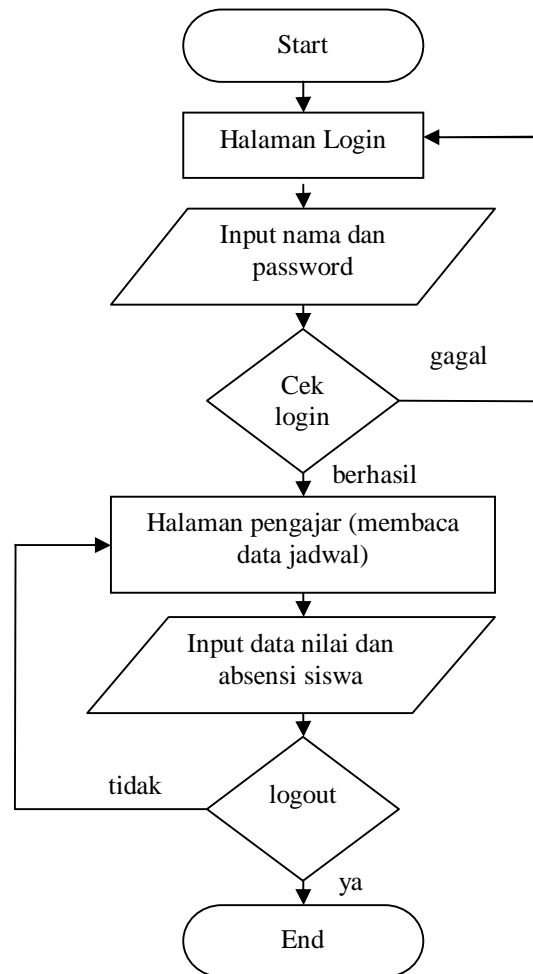 Start
Halaman Login
Input nama dan
password
gagal
Cek
login
berhasil
Halaman pengajar (membaca
data jadwal)
Input data nilai dan
absensi siswa
tidak
logout
ya
End